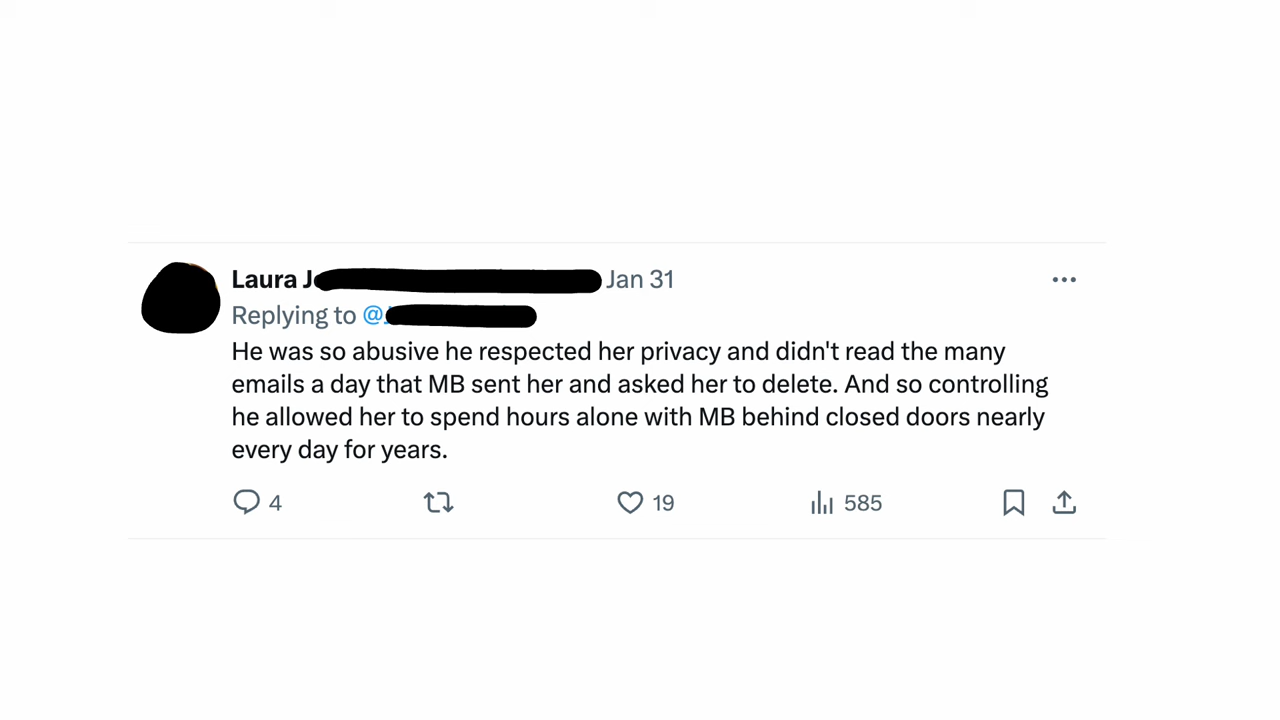 Laura J Jan 31
Replying to @
He was so abusive he respected her privacy and didn't read the many
emails a day that MB sent her and asked her to delete. And so controlling
he allowed her to spend hours alone with MB behind closed doors nearly
every day for years.
4 19 585